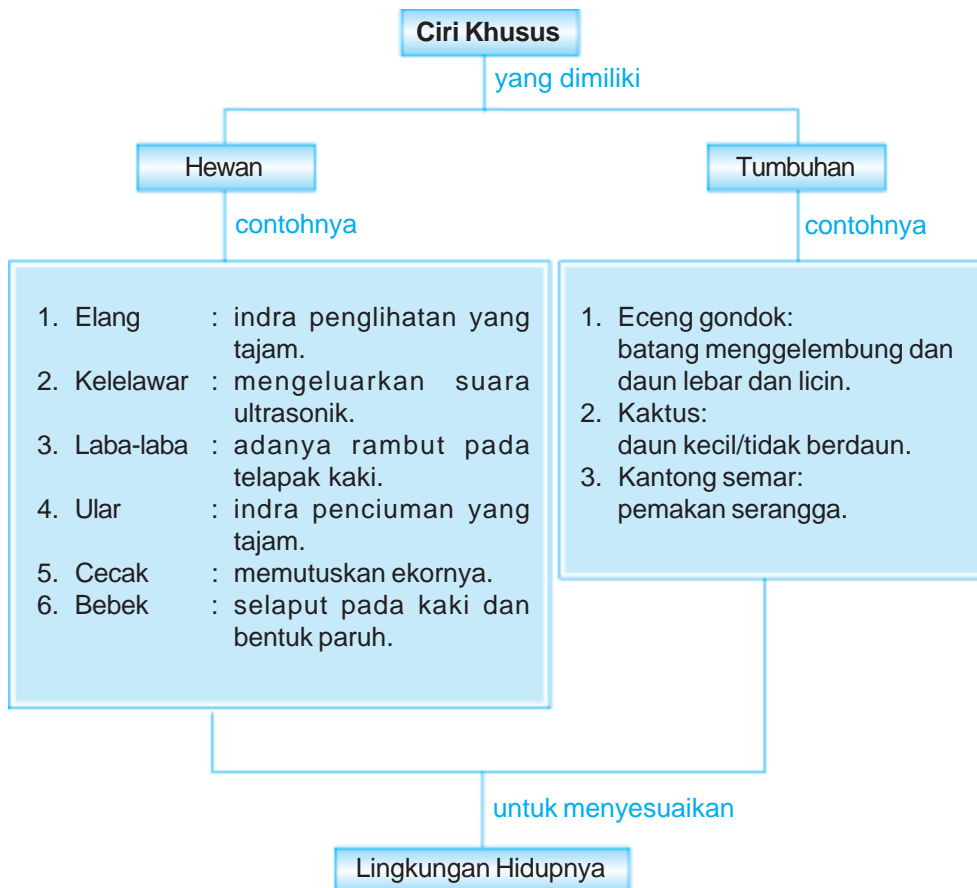 Ciri Khusus
yang dimiliki
Hewan
Tumbuhan
contohnya
contohnya
1. Elang : indra penglihatan yang
tajam.
2. Kelelawar : mengeluarkan suara
ultrasonik.
3. Laba-laba : adanya rambut pada
telapak kaki.
4. Ular : indra penciuman yang
tajam.
5. Cecak : memutuskan ekornya.
6. Bebek : selaput pada kaki dan
bentuk paruh.
1. Eceng gondok:
batang menggelembung dan
daun lebar dan licin.
2. Kaktus:
daun kecil/tidak berdaun.
3. Kantong semar:
pemakan serangga.
untuk menyesuaikan
Lingkungan Hidupnya